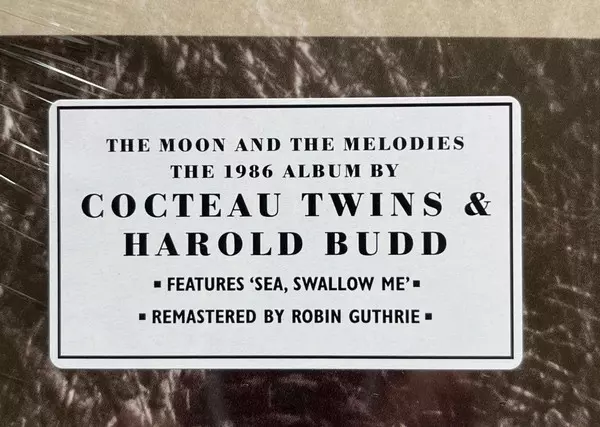 THE MOON AND THE MELODIES
THE 1986 ALBUM BY
COCTEAU TWINS &
HAROLD BUDD
▪ FEATURES ‘SEA, SWALLOW ME’ ▪
▪ REMASTERED BY ROBIN GUTHRIE ▪